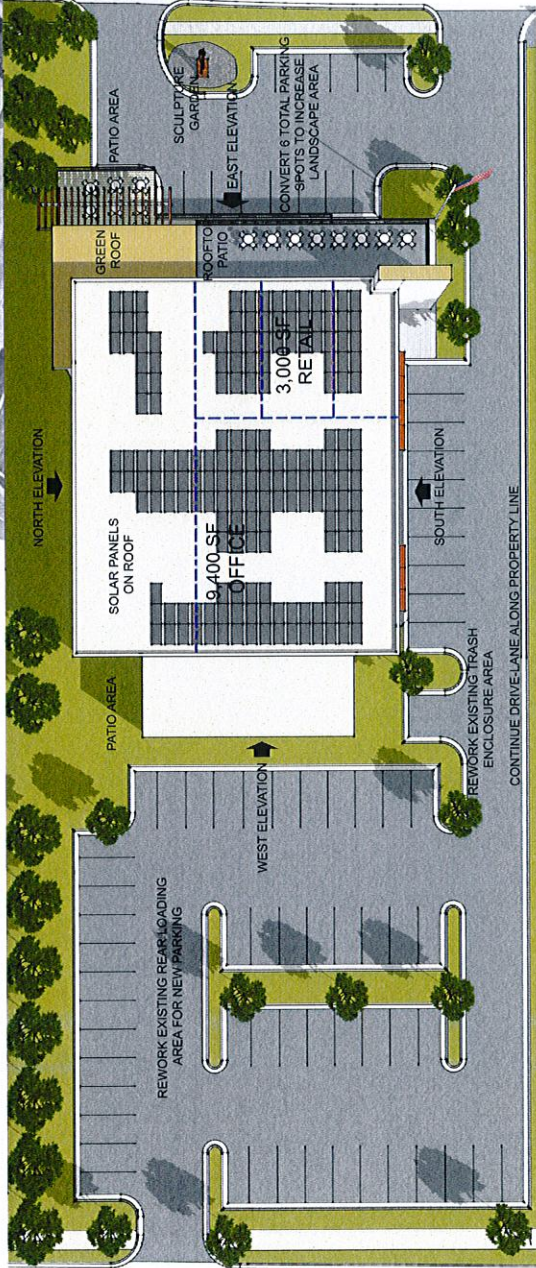 NORTH ELEVATION
PATIO AREA
SCULPTURE
GARDEN
EAST ELEVATION
CONVERT 6 TOTAL PARKING
SPOTS TO INCREASE
LANDSCAPE AREA
GREEN
ROOF
ROOFTOP
PATIO
SOLAR PANELS
ON ROOF
3,000 SF
RETAIL
9,400 SF
OFFICE
SOUTH ELEVATION
PATIO AREA
WEST ELEVATION
REWORK EXISTING TRASH
ENCLOSURE AREA
CONTINUE DRIVE-LANE ALONG PROPERTY LINE
REWORK EXISTING REAR LOADING
AREA FOR NEW PARKING